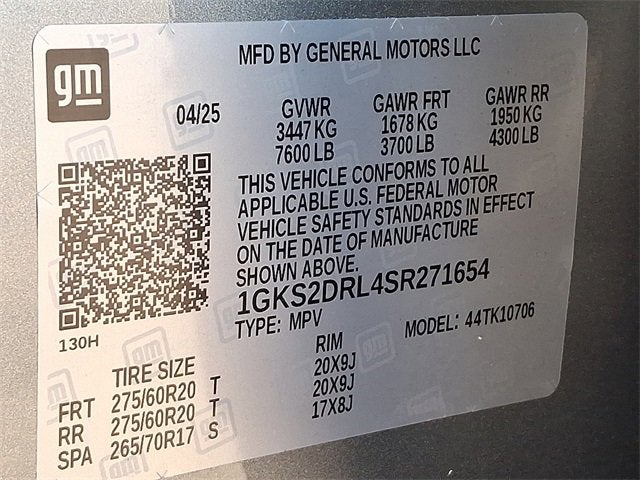 gm
MFD BY GENERAL MOTORS LLC
04/25 GVWR GAWR FRT GAWR RR
3447 KG 1678 KG 1950 KG
7600 LB 3700 LB 4300 LB
THIS VEHICLE CONFORMS TO ALL
APPLICABLE U.S. FEDERAL MOTOR
VEHICLE SAFETY STANDARDS IN EFFECT
ON THE DATE OF MANUFACTURE
SHOWN ABOVE.
1GKS2DRL4SR271654
TYPE: MPV MODEL: 44TK10706
130H
TIRE SIZE RIM
FRT 275/60R20 T 20X9J
RR 275/60R20 T 20X9J
SPA 265/70R17 S 17X8J